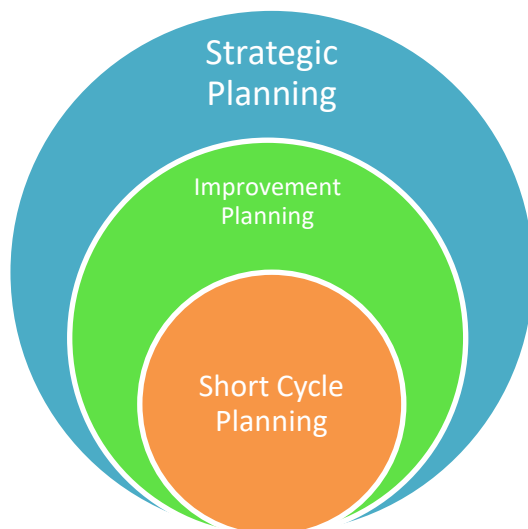 Strategic
Planning
Improvement
Planning
Short Cycle
Planning